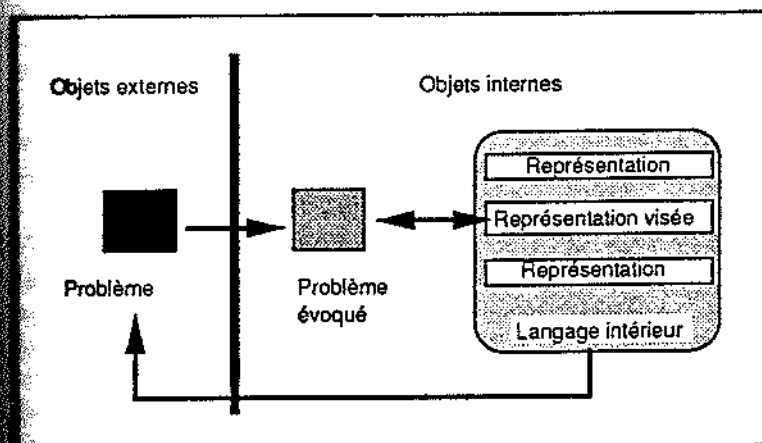 Objets externes
Objets internes
Représentation
Représentation visée
Représentation
Problème
Problème
évoqué
Langage intérieur